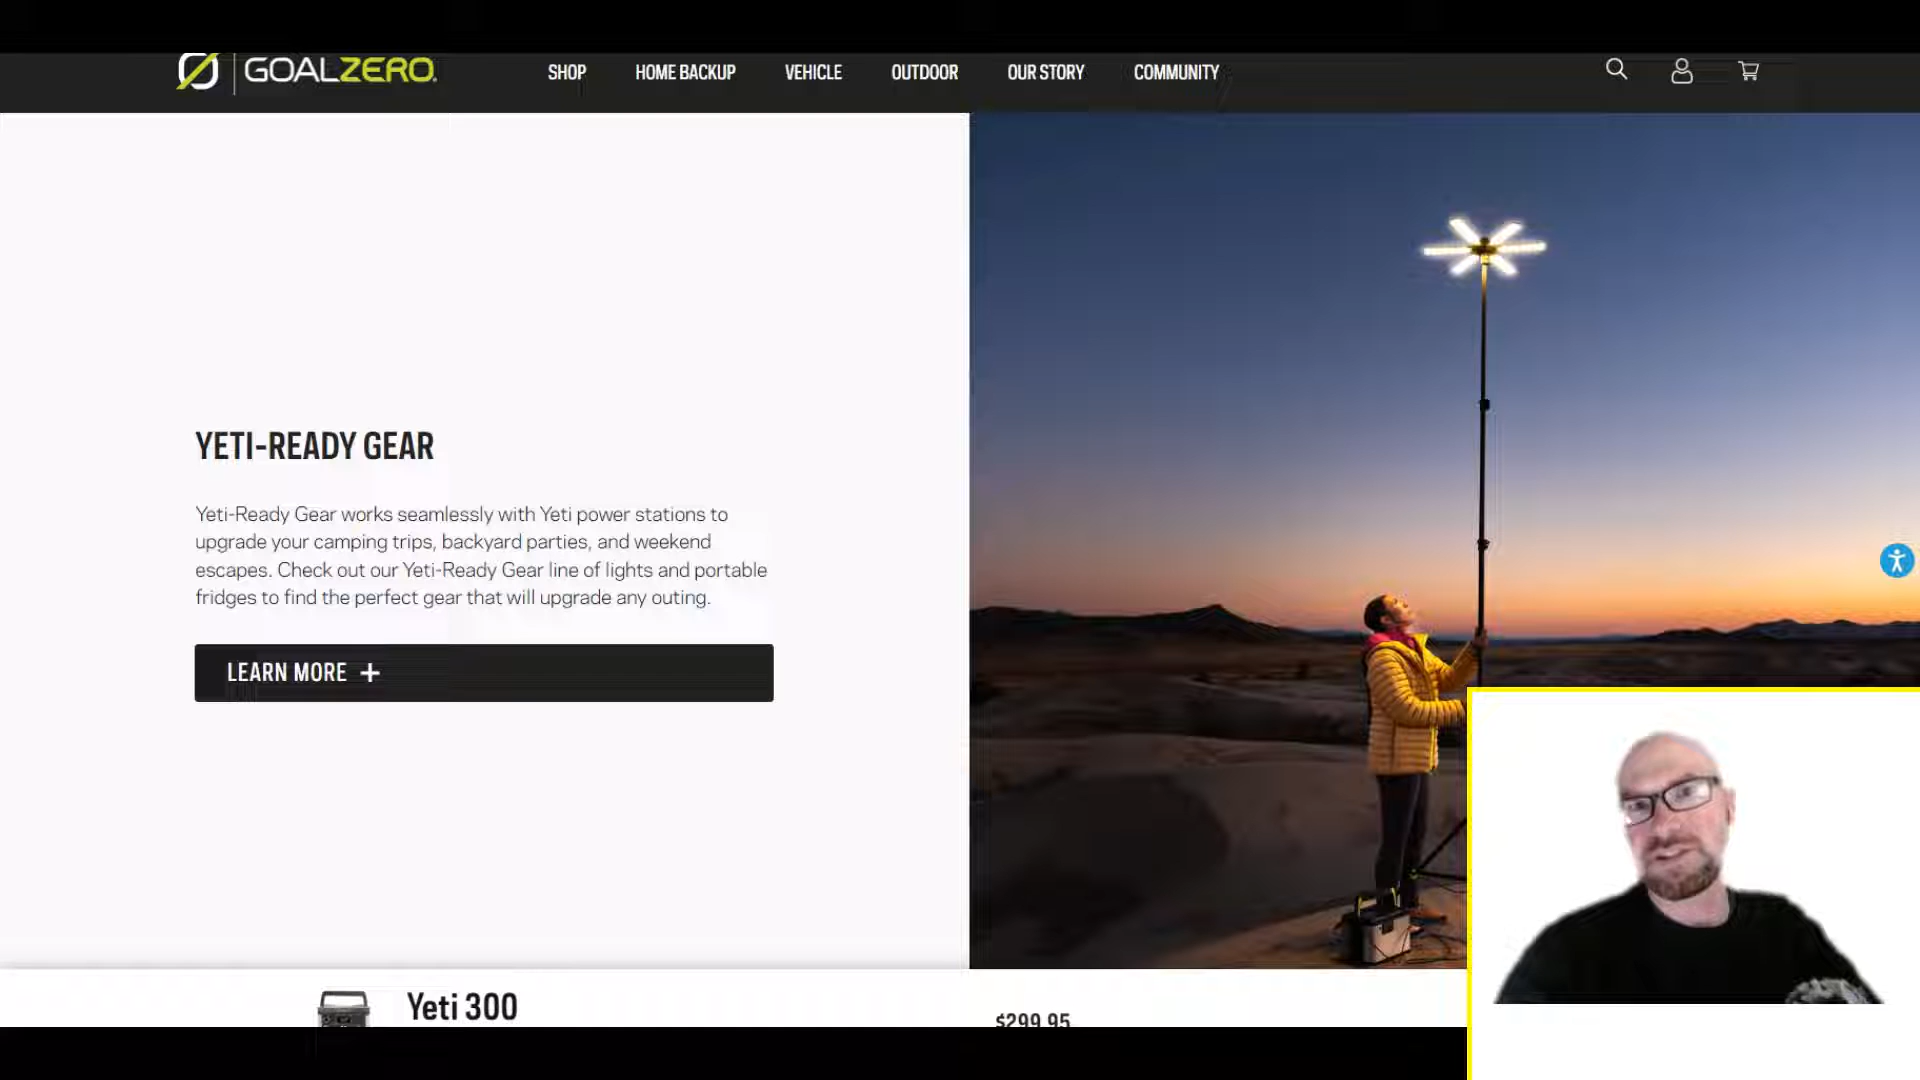 GOALZERO
SHOP
HOME BACKUP
VEHICLE
OUTDOOR
OUR STORY
COMMUNITY
YETI-READY GEAR
Yeti-Ready Gear works seamlessly with Yeti power stations to
upgrade your camping trips, backyard parties, and weekend
escapes. Check out our Yeti-Ready Gear line of lights and portable
fridges to find the perfect gear that will upgrade any outing.
LEARN MORE +
Yeti 300
$299.95